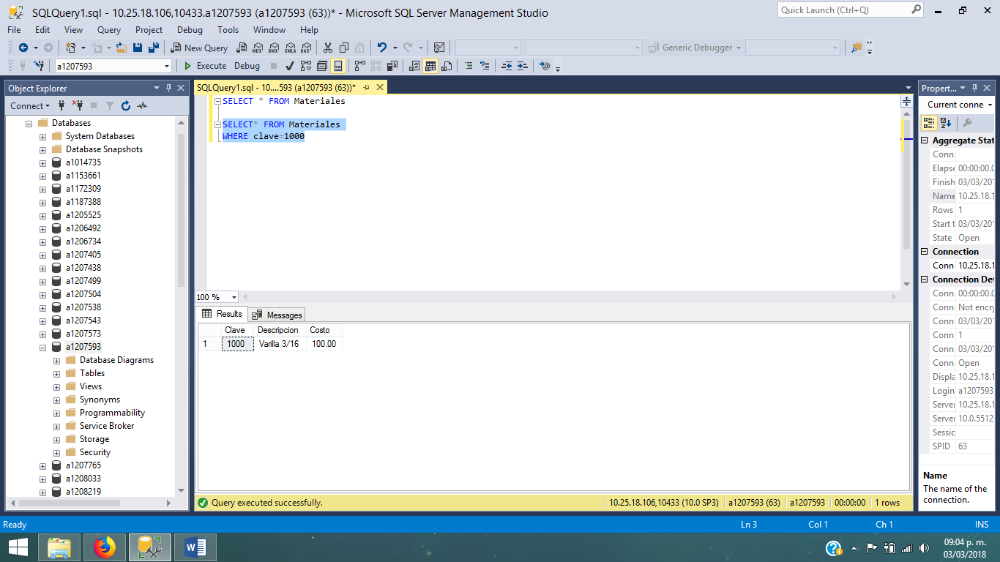 SQLQuery1.sql - 10.25.18.106,10433.a1207593 (a1207593 (63))* - Microsoft SQL Server Management Studio
Quick Launch (Ctrl+Q)
File Edit View Query Project Debug Tools Window Help
New Query
MDX DMX XMLA DAX
Generic Debugger
a1207593
Execute Debug
Object Explorer
Connect
Databases
System Databases
Database Snapshots
a1014735
a1153661
a1172309
a1187388
a1205525
a1206492
a1206734
a1207405
a1207438
a1207499
a1207504
a1207538
a1207543
a1207573
a1207593
Database Diagrams
Tables
Views
Synonyms
Programmability
Service Broker
Storage
Security
a1207765
a1208033
a1208219
SQLQuery1.sql - 10....593 (a1207593 (63))*
SELECT * FROM Materiales
SELECT* FROM Materiales
WHERE clave=1000
100 %
Results Messages
Clave Descripcion Costo
1 1000 Varilla 3/16 100.00
Query executed successfully.
10.25.18.106,10433 (10.0 SP3) a1207593 (63) a1207593 00:00:00 1 rows
Propert...
Current conne
Aggregate Stat
Conn
Elapse 00:00:00.0
Finish 03/03/201
Name 10.25.18.1
Rows 1
Start t 03/03/201
State Open
Connection
Conn 10.25.18.1
Connection Det
Conn 00:00:00.0
Conn Not encry
Conn 03/03/201
Conn 1
Conn 03/03/201
Conn Open
Displa 10.25.18.1
Login a1207593
Server 10.25.18.1
Server 10.0.5512
Sessic
SPID 63
Name
The name of the
connection.
Ready
Ln 3 Col 1 Ch 1 INS
09:04 p. m.
03/03/2018